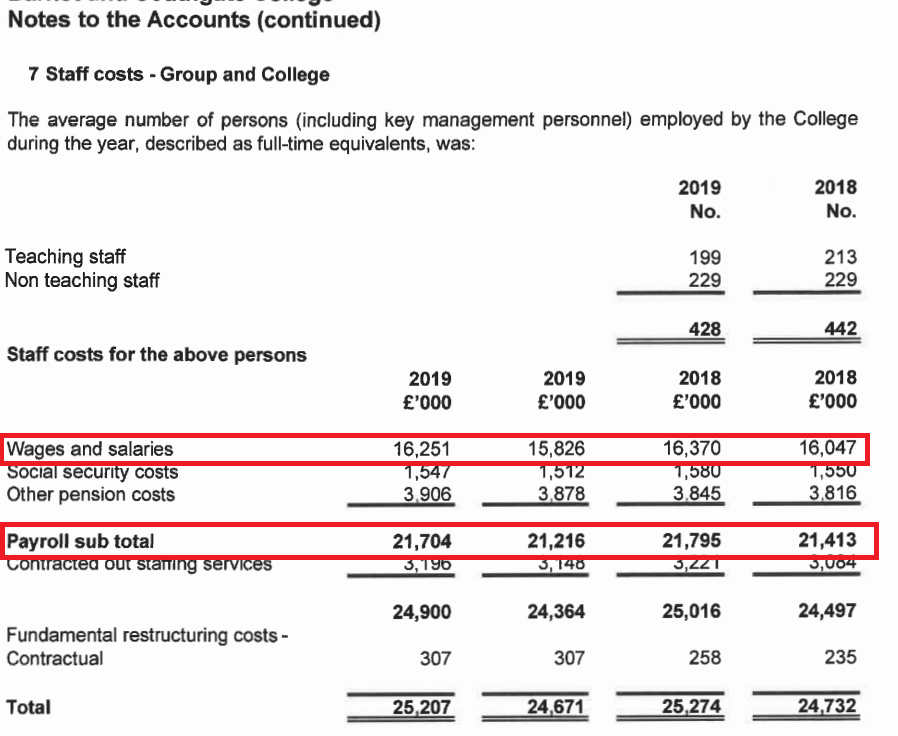 Notes to the Accounts (continued)
7 Staff costs - Group and College
The average number of persons (including key management personnel) employed by the College
during the year, described as full-time equivalents, was:
2019 2018
No. No.
Teaching staff 199 213
Non teaching staff 229 229
428 442
Staff costs for the above persons
2019 2019 2018 2018
£'000 £'000 £'000 £'000
Wages and salaries 16,251 15,826 16,370 16,047
Social security costs 1,547 1,512 1,580 1,550
Other pension costs 3,906 3,878 3,845 3,816
Payroll sub total 21,704 21,216 21,795 21,413
Contracted out staffing services 3,196 3,148 3,221 3,084
24,900 24,364 25,016 24,497
Fundamental restructuring costs -
Contractual 307 307 258 235
Total 25,207 24,671 25,274 24,732